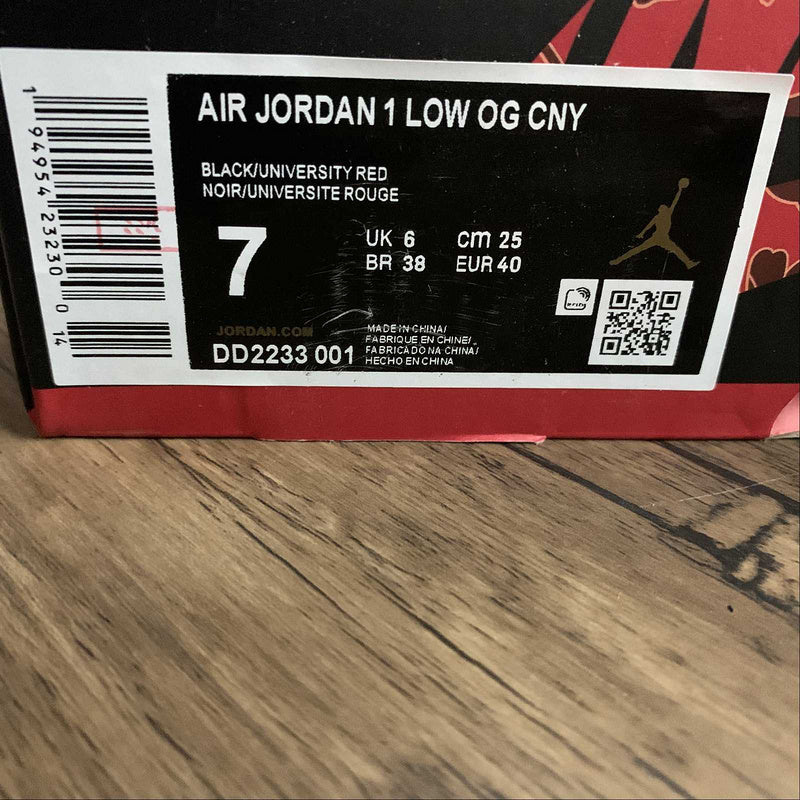 AIR JORDAN 1 LOW OG CNY
BLACK/UNIVERSITY RED
NOIR/UNIVERSITE ROUGE
7
UK 6 cm 25
BR 38 EUR 40
JORDAN.COM
DD2233 001
MADE IN CHINA/
FABRIQUE EN CHINE/
FABRICADO NA CHINA/
HECHO EN CHINA
1 94954 23230 0 14